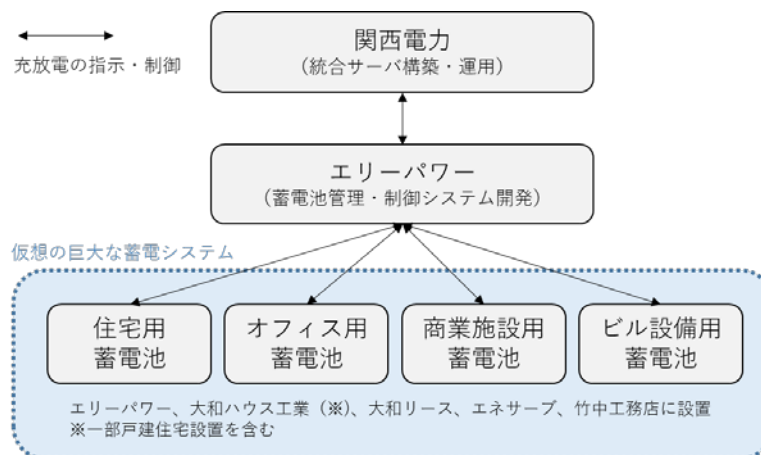 関西電力
(統合サーバ構築・運用)
充放電の指示・制御
エリーパワー
(蓄電池管理・制御システム開発)
仮想の巨大な蓄電システム
住宅用
蓄電池
オフィス用
蓄電池
商業施設用
蓄電池
ビル設備用
蓄電池
エリーパワー、大和ハウス工業（※）、大和リース、エネサーブ、竹中工務店に設置
※一部戸建住宅設置を含む